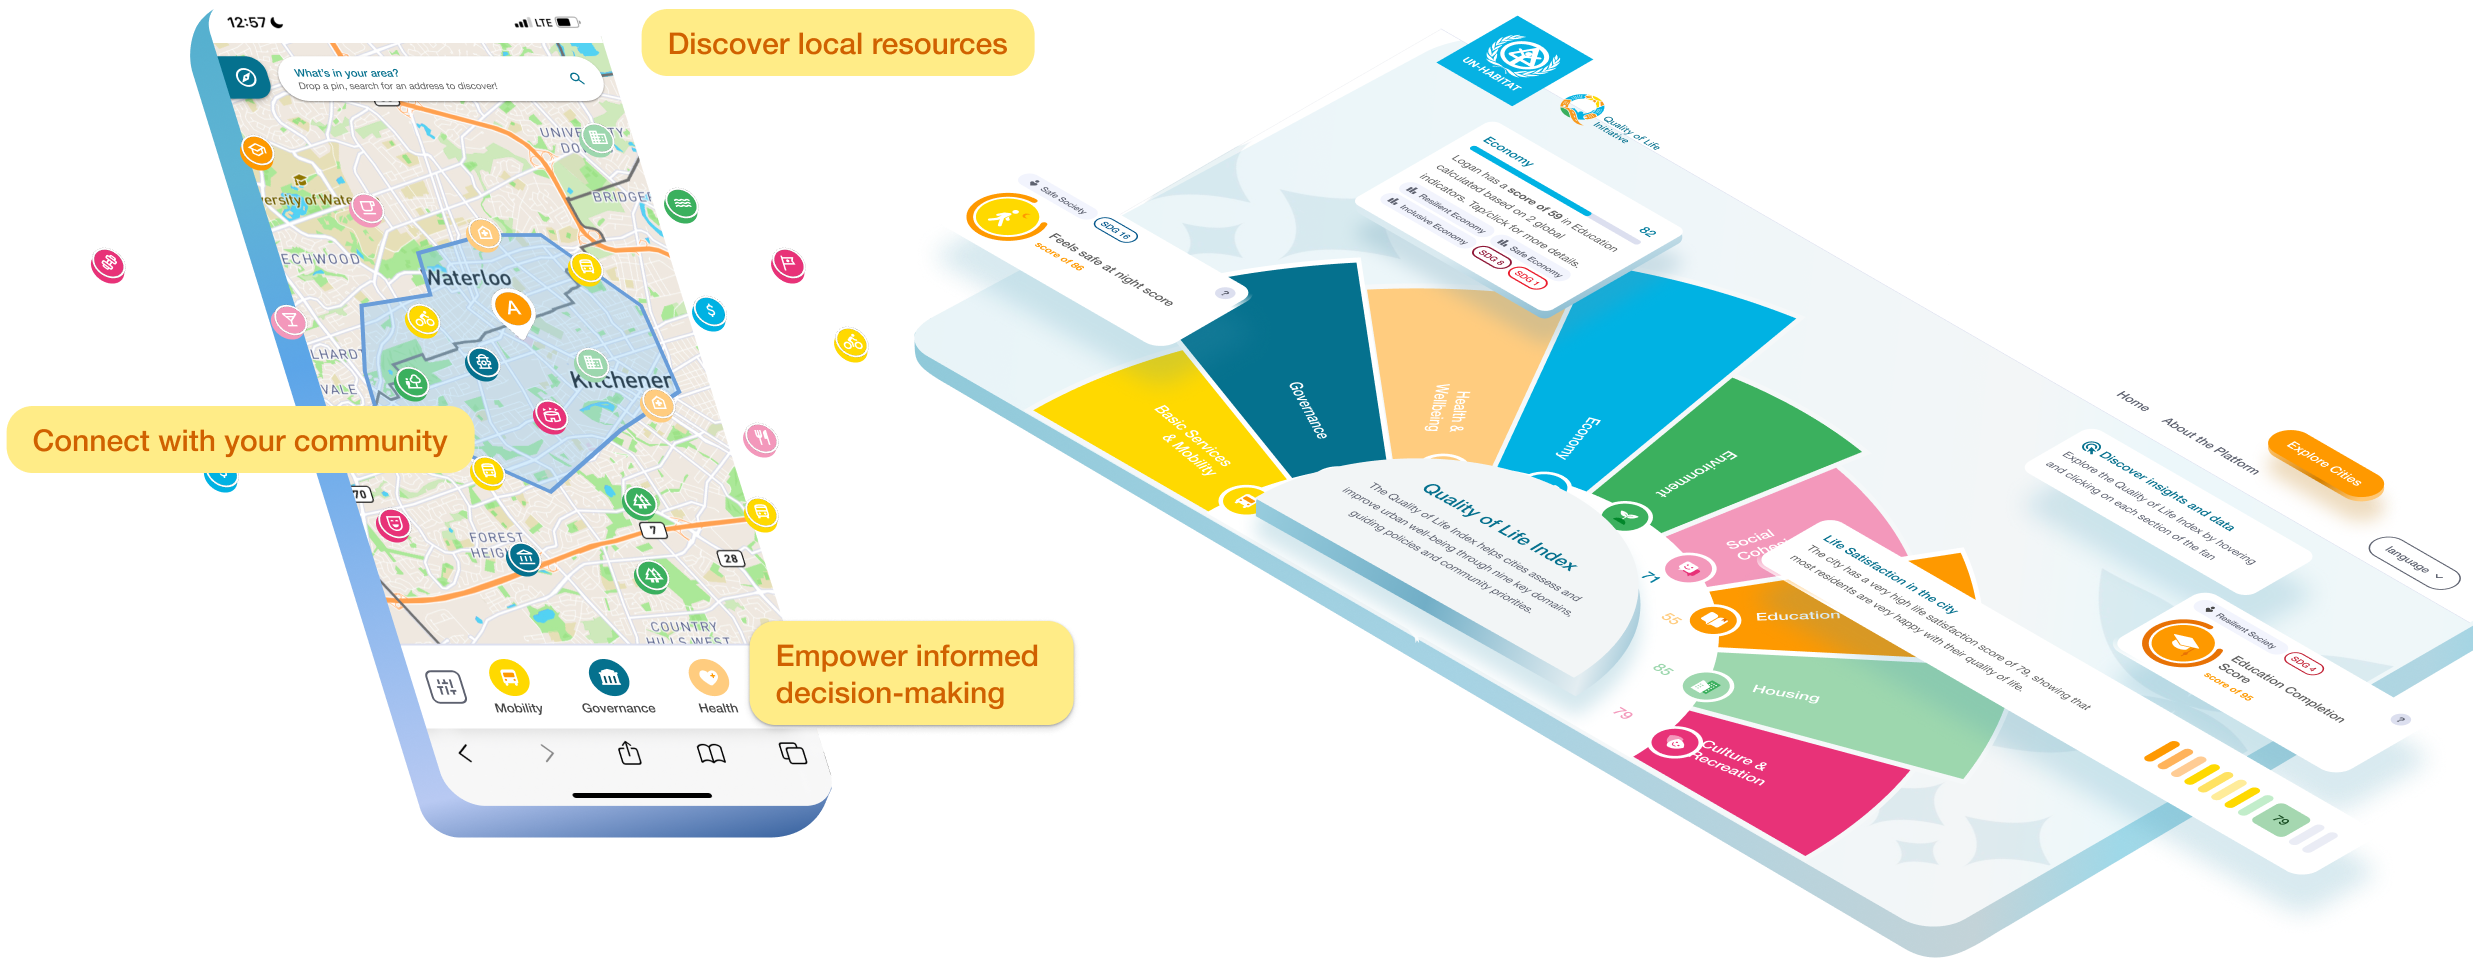 12:57
LTE
What's in your area?
Drop a pin, search for an address to discover!
Discover local resources
UNIVERSITY
BRIDGEP
ersity of Wate
ECHWOOD
Waterloo
A
LHARDT
VALE
Kitchener
Connect with your community
70
FOREST
HEIG
7
28
COUNTRY
HILLS WEST
Empower informed
decision-making
Mobility
Governance
Health
UN-HABITAT
Quality of Life
Initiative
Economy
82
Logan has a score of 59 in Education
calculated based on 2 global
indicators. Tap/click for more details.
Resilient Economy
Inclusive Economy
Safe Economy
SDG 8
SDG 1
Safe Society
SDG 16
Feels safe at night score
score of 86
?
Basic Services
& Mobility
Governance
Health &
Wellbeing
Economy
Environment
Social
Education
Housing
Culture &
Recreation
Quality of Life Index
The Quality of Life Index helps cities assess and
improve urban well-being through nine key domains,
guiding policies and community priorities.
71
55
85
79
Life Satisfaction in the city
The city has a very high life satisfaction score of 79, showing that
most residents are very happy with their quality of life.
79
Home
About the Platform
Explore Cities
language
Discover insights and data
Explore the Quality of Life Index by hovering
and clicking on each section of the fan
Resilient Society
SDG 4
Education Completion
Score
score of 95
?